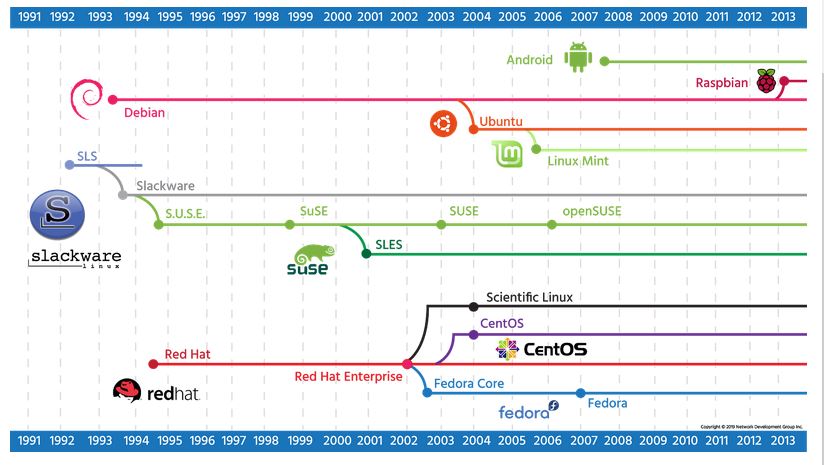 1991 1992 1993 1994 1995 1996 1997 1998 1999 2000 2001 2002 2003 2004 2005 2006 2007 2008 2009 2010 2011 2012 2013
Android
Raspbian
Debian
Ubuntu
Linux Mint
SLS
Slackware
S.U.S.E.
SuSE
SUSE
openSUSE
S
slackware
linux
SUSE
SLES
Scientific Linux
CentOS
CentOS
Red Hat
Red Hat Enterprise
Fedora Core
redhat.
fedora
Fedora
Copyright © 2019 Network Development Group Inc.
1991 1992 1993 1994 1995 1996 1997 1998 1999 2000 2001 2002 2003 2004 2005 2006 2007 2008 2009 2010 2011 2012 2013